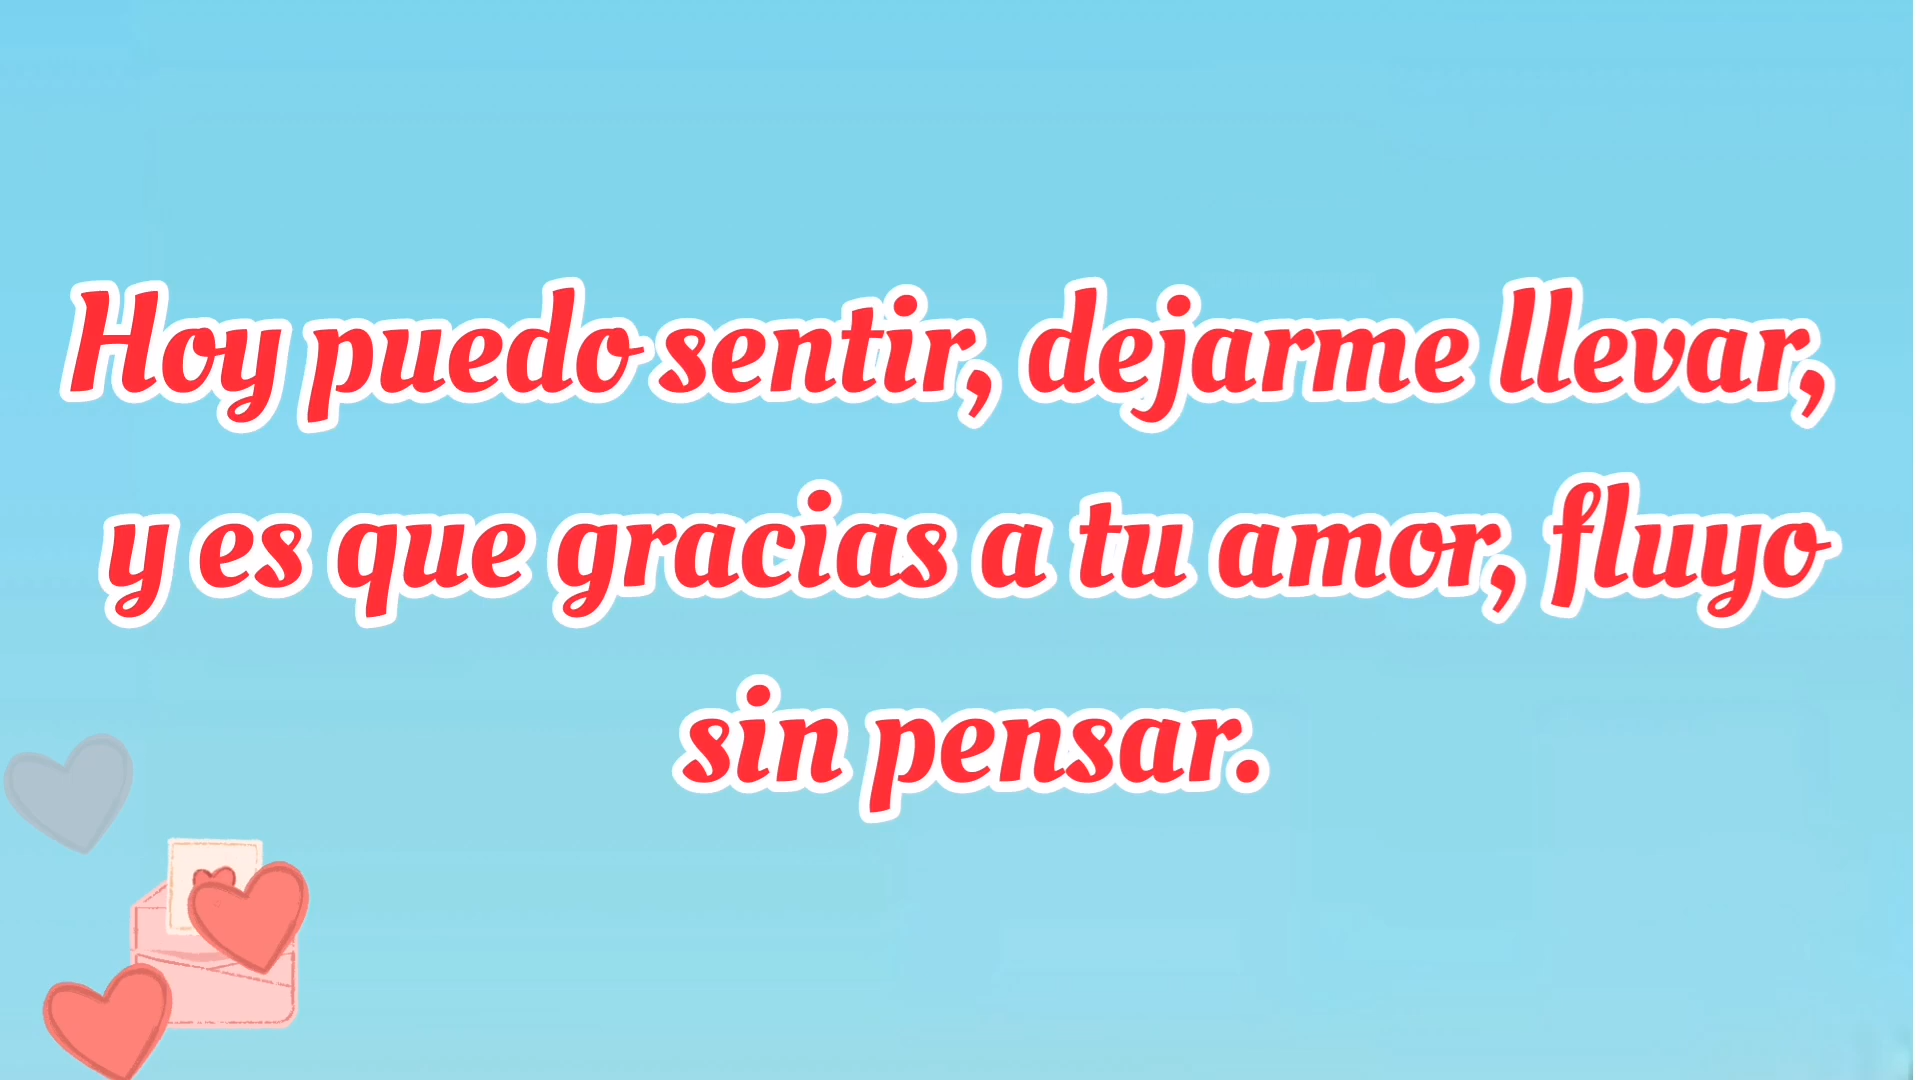 Hoy puedo sentir, dejarme llevar,
y es que gracias a tu amor, fluyo
sin pensar.